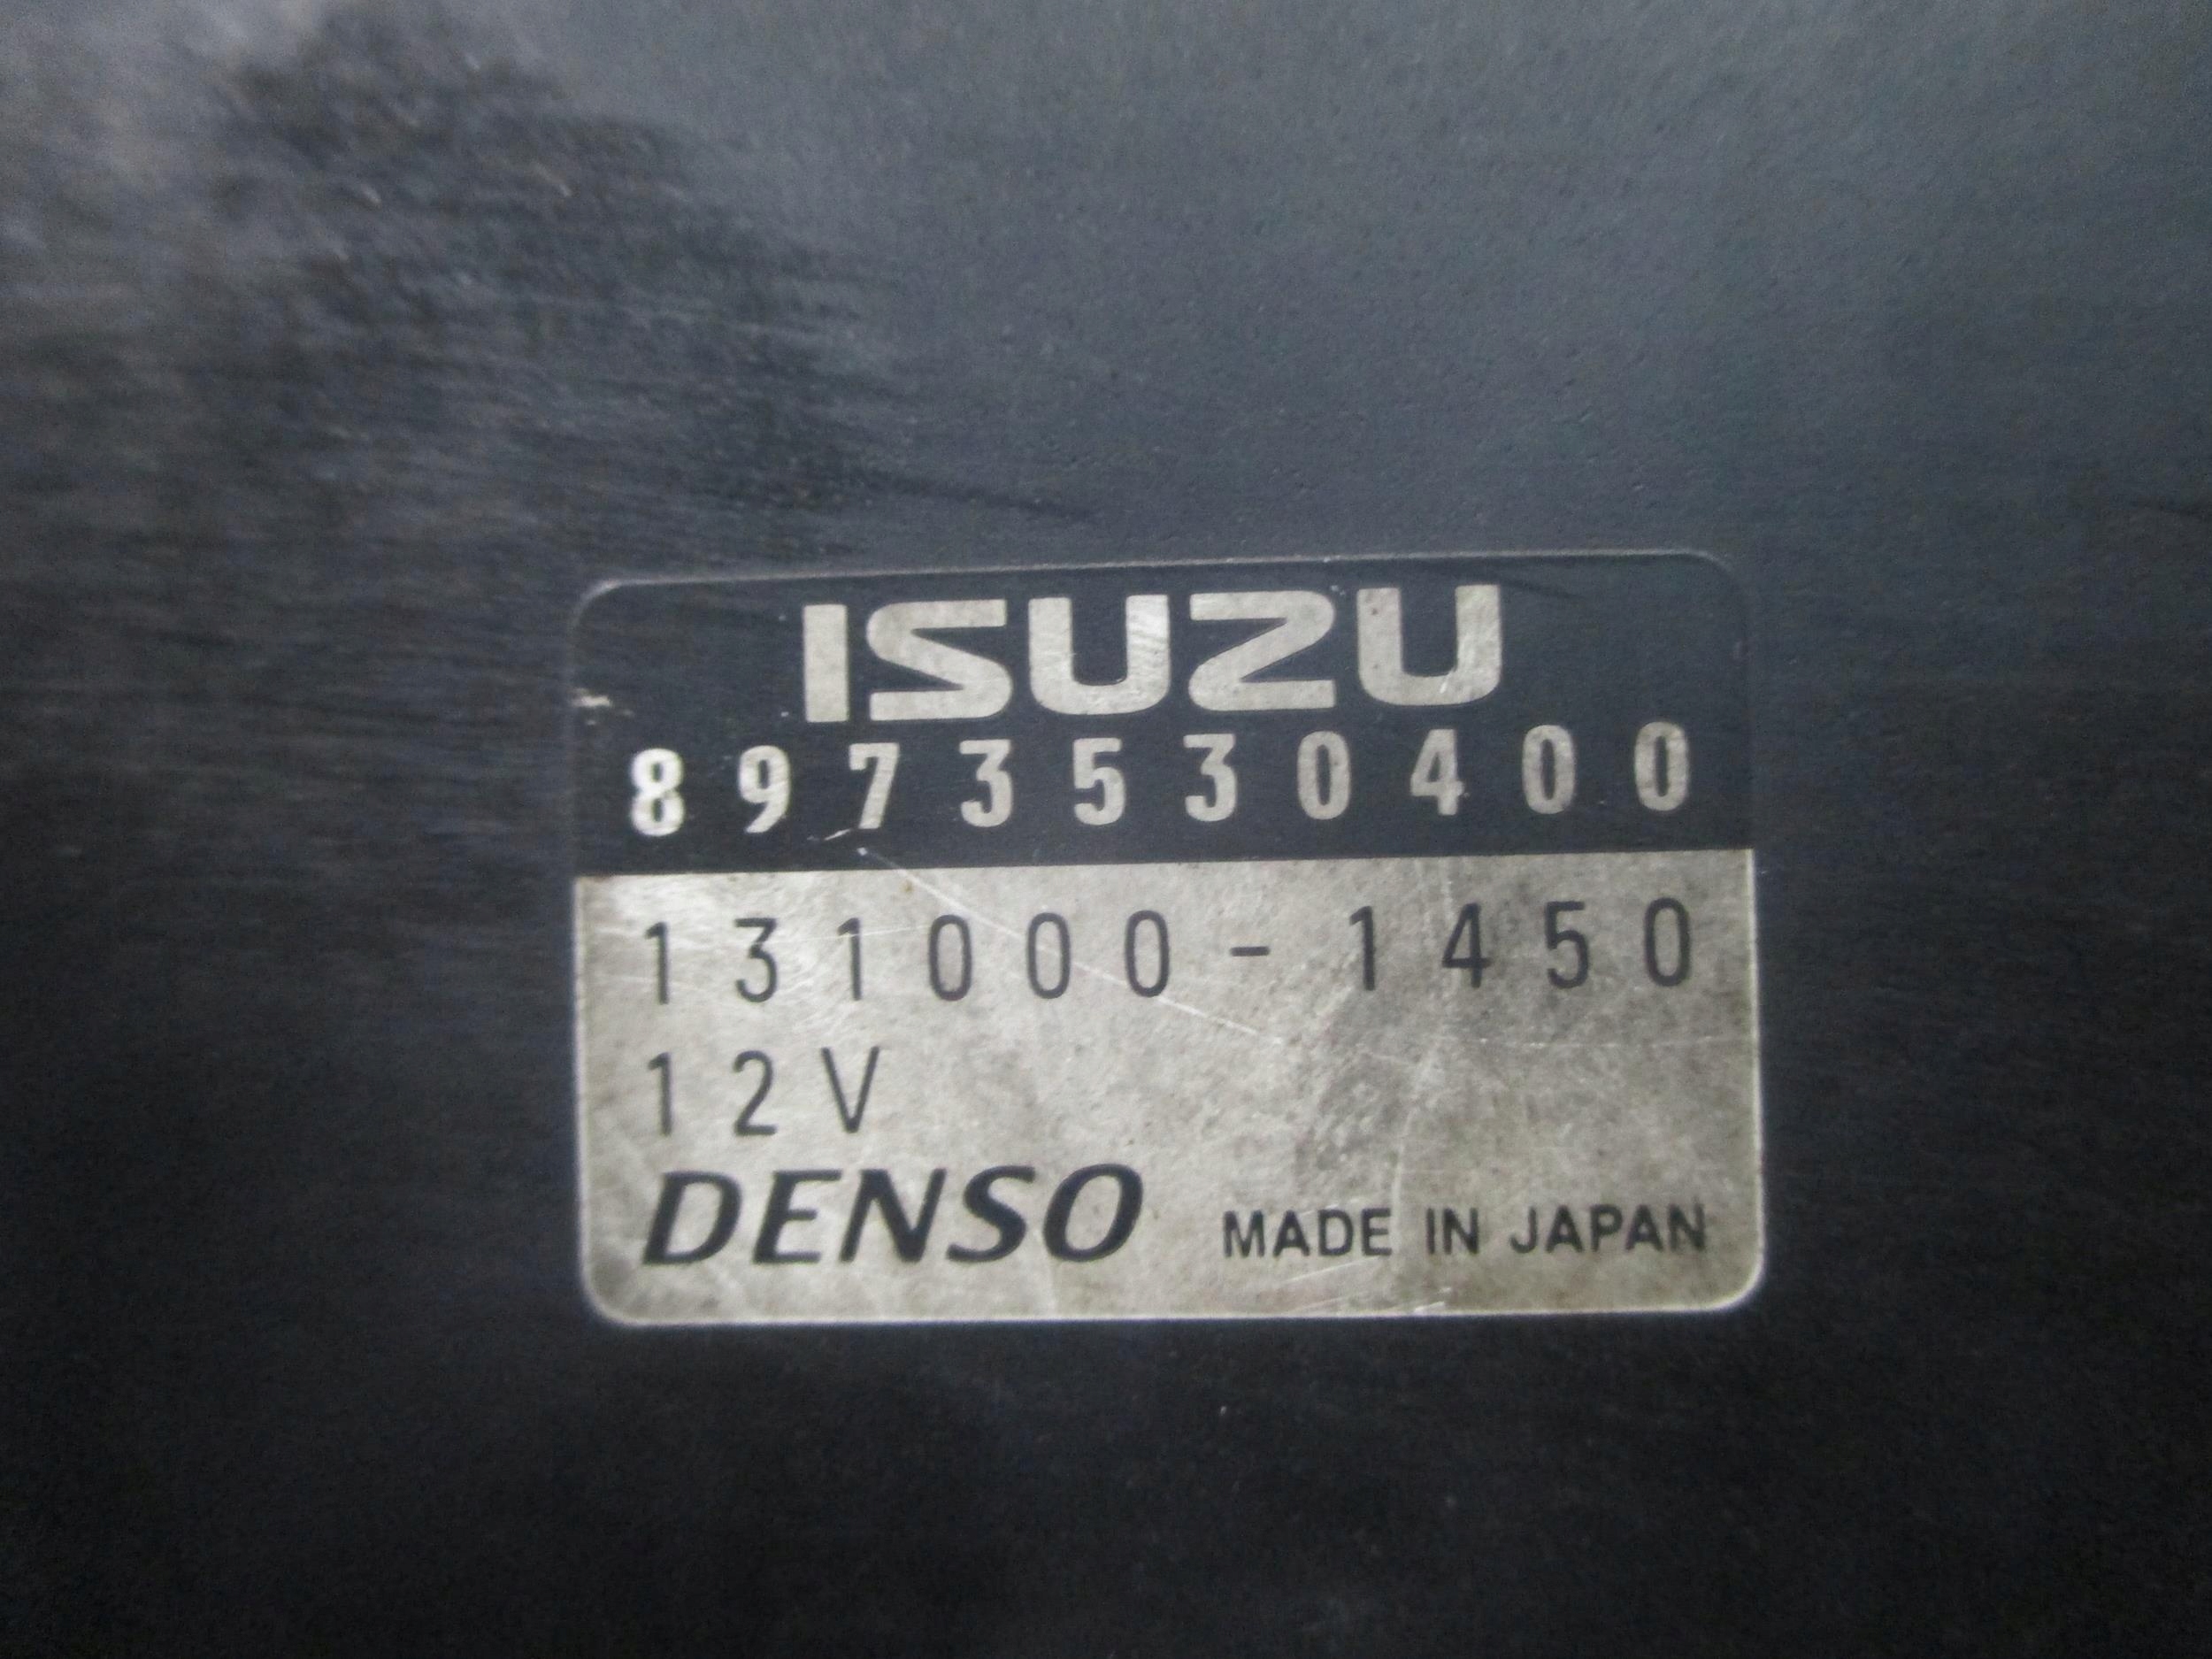 ISUZU
8973530400
131000-1450
12V
DENSO MADE IN JAPAN